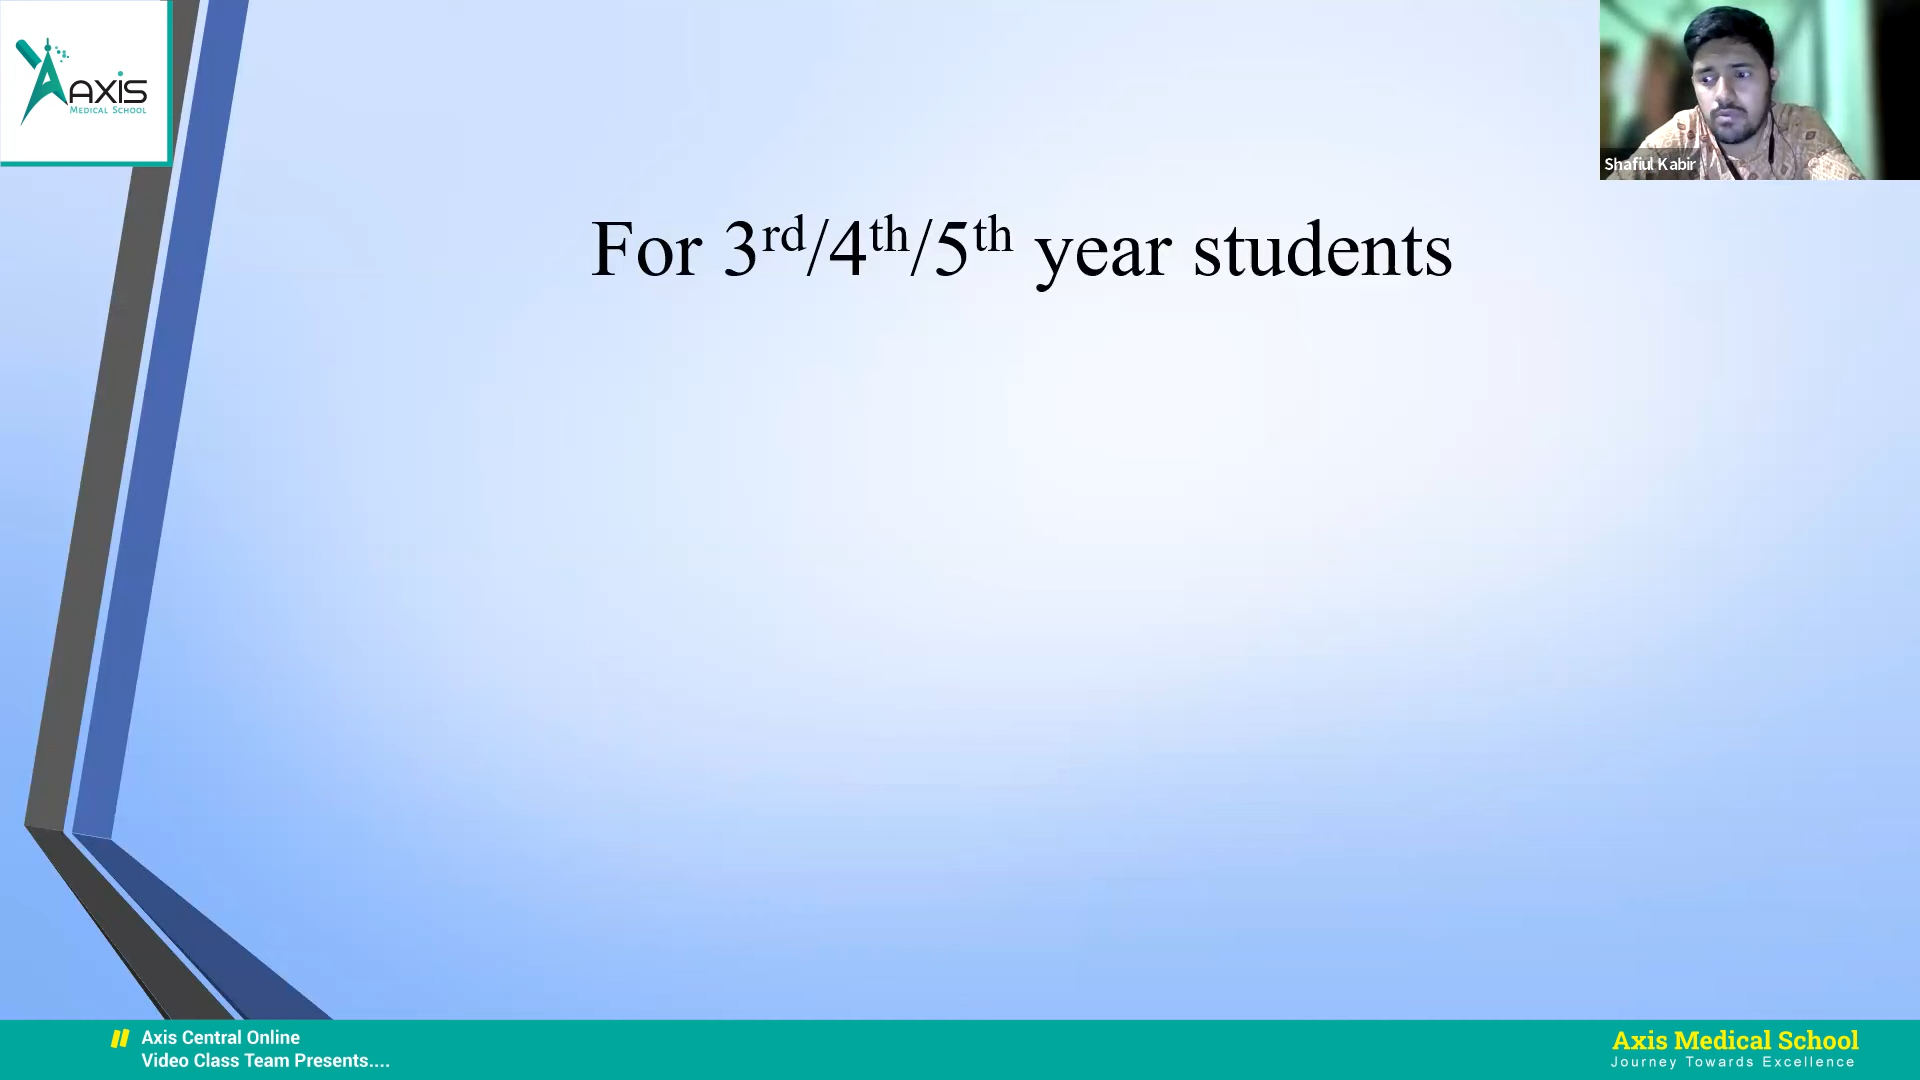 AXIS
MEDICAL SCHOOL
Shafiul Kabir
For 3rd/4th/5th year students
Axis Central Online
Video Class Team Presents....
Axis Medical School
Journey Towards Excellence